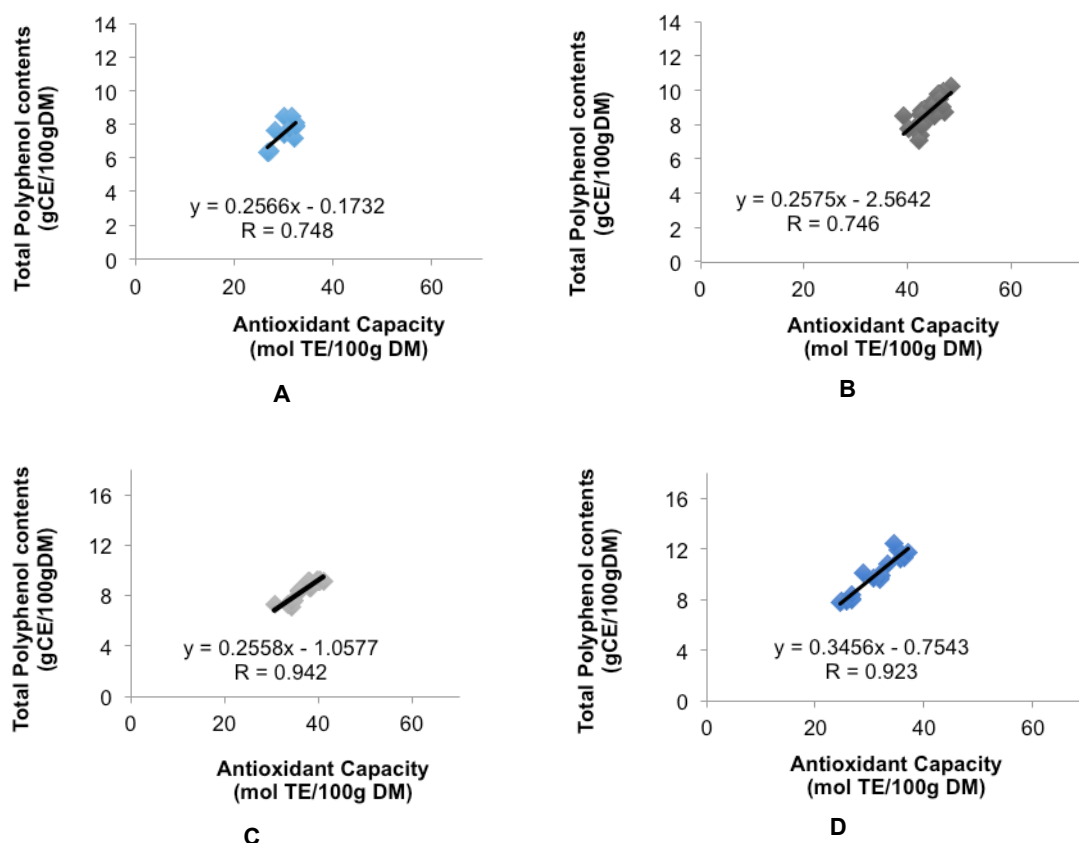 Total Polyphenol contents
(gCE/100gDM)
14
12
10
8
6
4
2
0
y = 0.2566x - 0.1732
R = 0.748
0
20
40
60
Antioxidant Capacity
(mol TE/100g DM)
A
Total Polyphenol contents
(gCE/100gDM)
14
12
10
8
6
4
2
0
y = 0.2575x - 2.5642
R = 0.746
0
20
40
60
Antioxidant Capacity
(mol TE/100g DM)
B
Total Polyphenol contents
(gCE/100gDM)
16
12
8
4
0
y = 0.2558x - 1.0577
R = 0.942
0
20
40
60
Antioxidant Capacity
(mol TE/100g DM)
C
Total Polyphenol contents
(gCE/100gDM)
16
12
8
4
0
y = 0.3456x - 0.7543
R = 0.923
0
20
40
60
Antioxidant Capacity
(mol TE/100g DM)
D